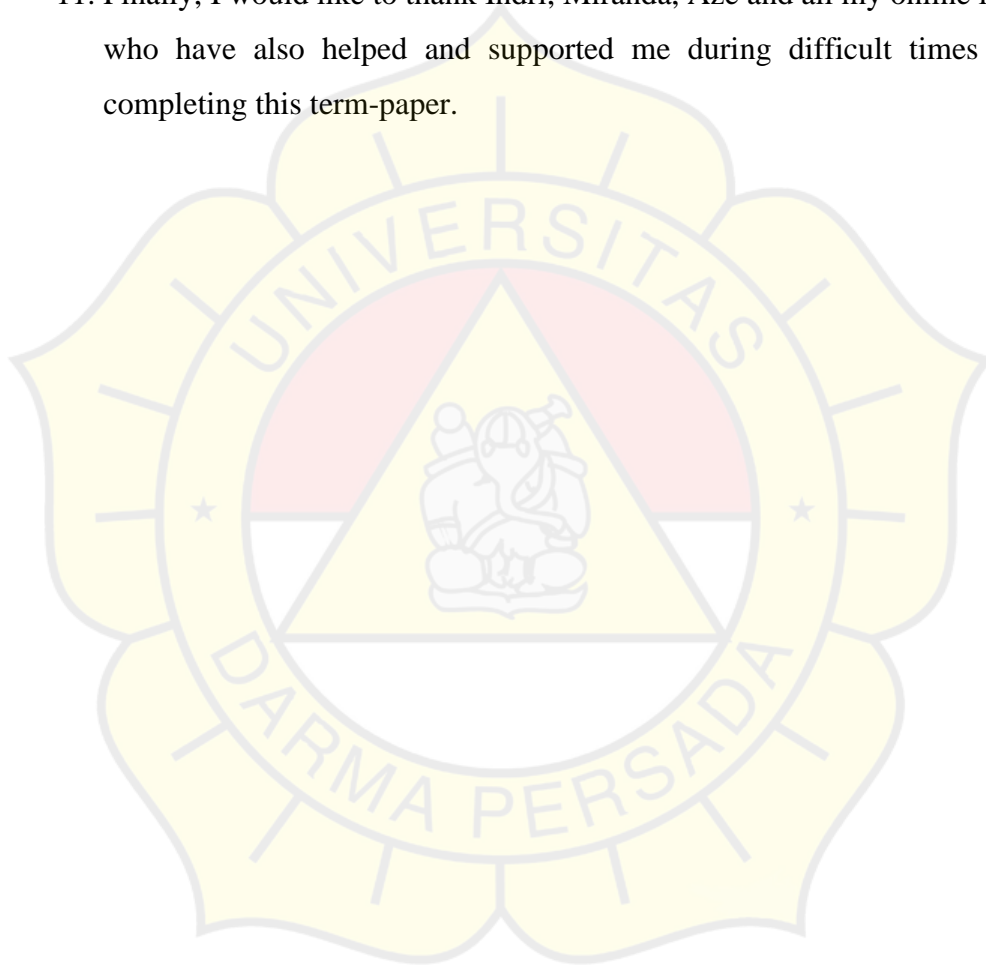 11. Finally, I would like to thank Indri, Miranda, Aze and all my online
who have also helped and supported me during difficult times
completing this term-paper.
UNIVERSITAS
DARMA PERSADA